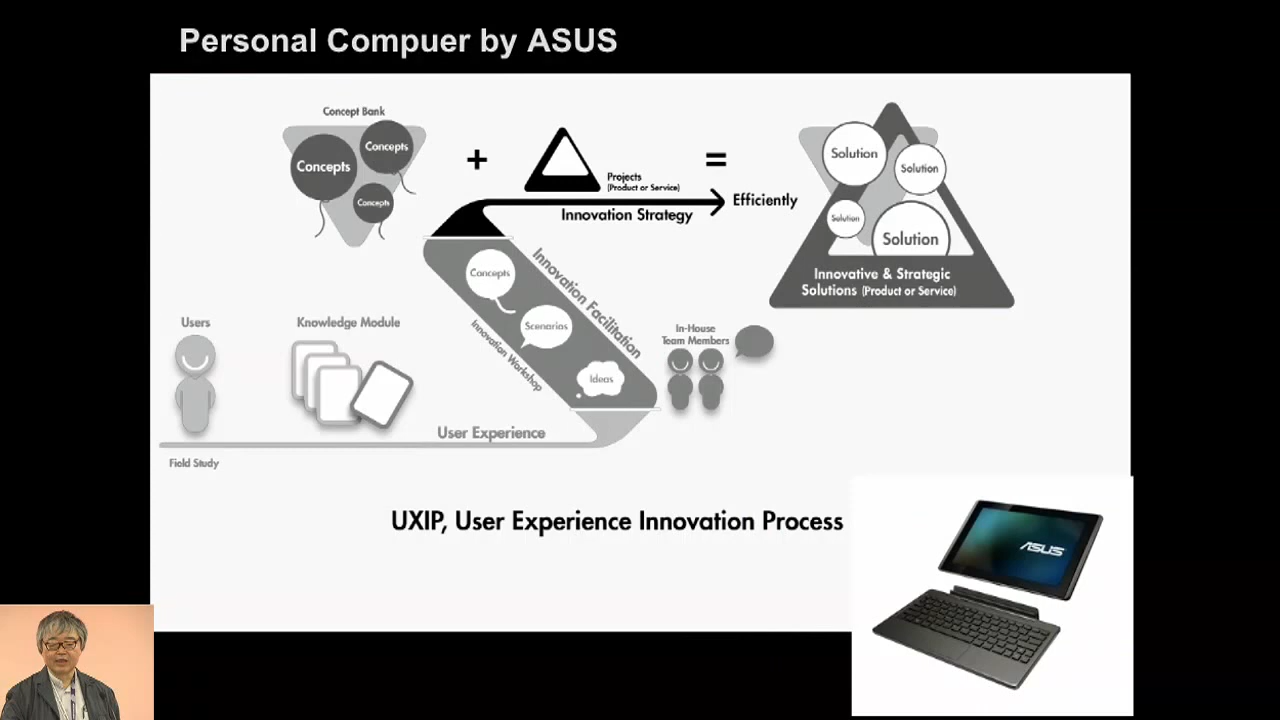 Personal Compuer by ASUS
Concept Bank
Concepts
Concepts
Concepts
+
Projects
(Product or Service)
=
Innovation Strategy
Efficiently
Solution
Solution
Solution
Solution
Innovative & Strategic
Solutions (Product or Service)
Innovation Facilitation
Concepts
Scenarios
Ideas
Innovation Workshop
Users
Knowledge Module
In-House
Team Members
User Experience
Field Study
UXIP, User Experience Innovation Process
ASUS